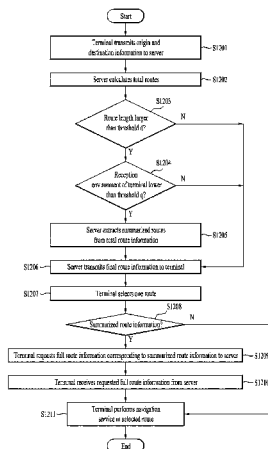 Start
Terminal transmits origin and
destination information to server
S1201
Server calculates total routes
S1202
S1203
Route length larger
than threshold q?
N
Y
S1204
Reception
environment of terminal lower
than threshold q?
N
Y
Server extracts summarized routes
from total route information
S1205
S1206
Server transmits final route information to terminal
S1207
Terminal selects one route
S1208
Summarized route information?
N
Y
Terminal requests full route information corresponding to summarized route information to server
S1209
Terminal receives requested full route information from server
S1210
S1211
Terminal performs navigation
service of selected route
End